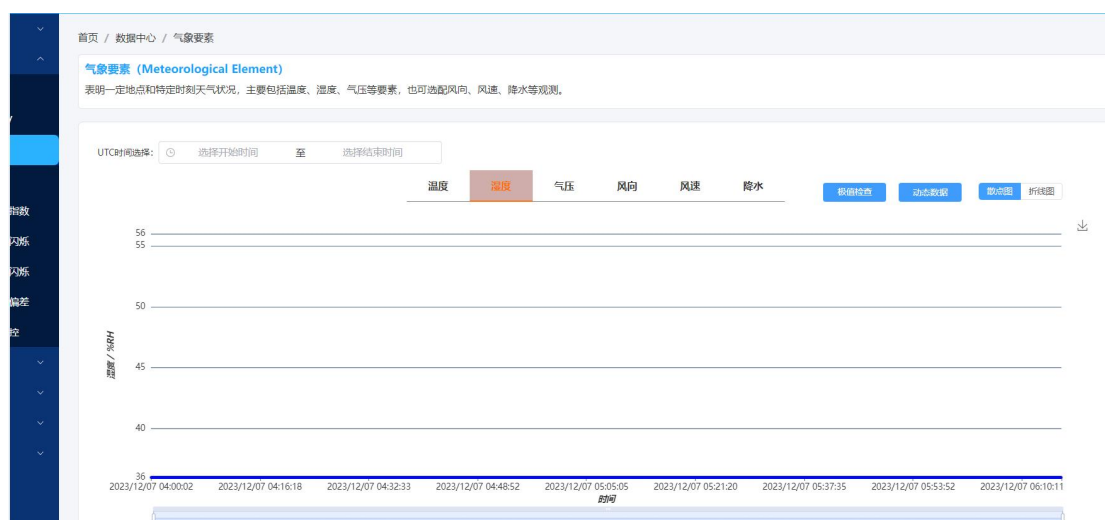 首页 / 数据中心 / 气象要素
气象要素（Meteorological Element）
表明一定地点和特定时刻天气状况，主要包括温度、湿度、气压等要素，也可选配风向、风速、降水等观测。
UTC时间选择： 选择开始时间 至 选择结束时间
温度 湿度 气压 风向 风速 降水
极值检查 动态数据 散点图 折线图
指数
闪烁
闪烁
偏差
控
56
55
50
45
40
36
湿度 / %RH
2023/12/07 04:00:02 2023/12/07 04:16:18 2023/12/07 04:32:33 2023/12/07 04:48:52 2023/12/07 05:05:05 2023/12/07 05:21:20 2023/12/07 05:37:35 2023/12/07 05:53:52 2023/12/07 06:10:11
时间